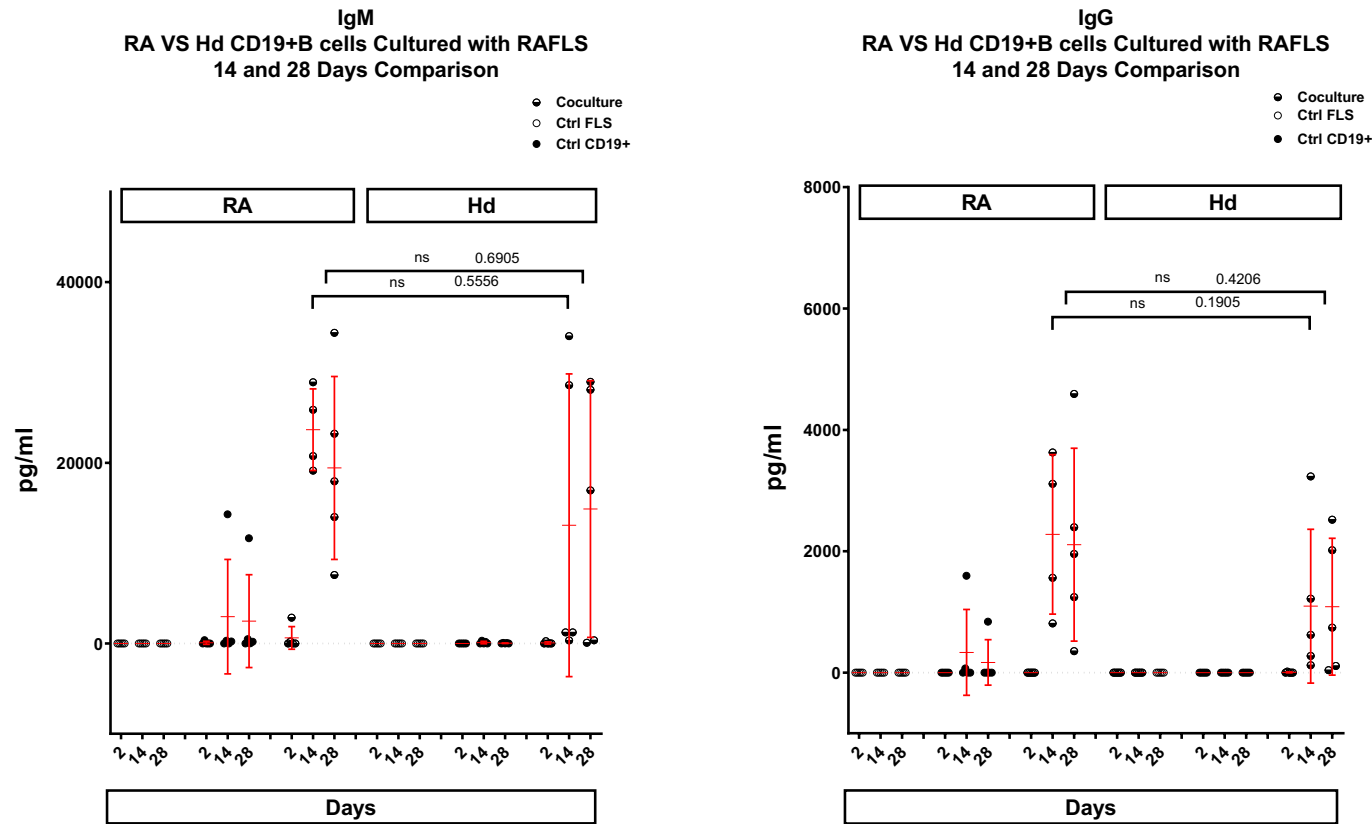 IgM
RA VS Hd CD19+B cells Cultured with RAFLS
14 and 28 Days Comparison
Coculture
Ctrl FLS
Ctrl CD19+
RA
Hd
ns 0.6905
ns 0.5556
40000
20000
0
pg/ml
2 14 28 2 14 28 2 14 28 2 14 28 2 14 28 2 14 28
Days
IgG
RA VS Hd CD19+B cells Cultured with RAFLS
14 and 28 Days Comparison
Coculture
Ctrl FLS
Ctrl CD19+
8000
RA
Hd
ns 0.4206
ns 0.1905
6000
4000
2000
0
pg/ml
2 14 28 2 14 28 2 14 28 2 14 28 2 14 28 2 14 28
Days